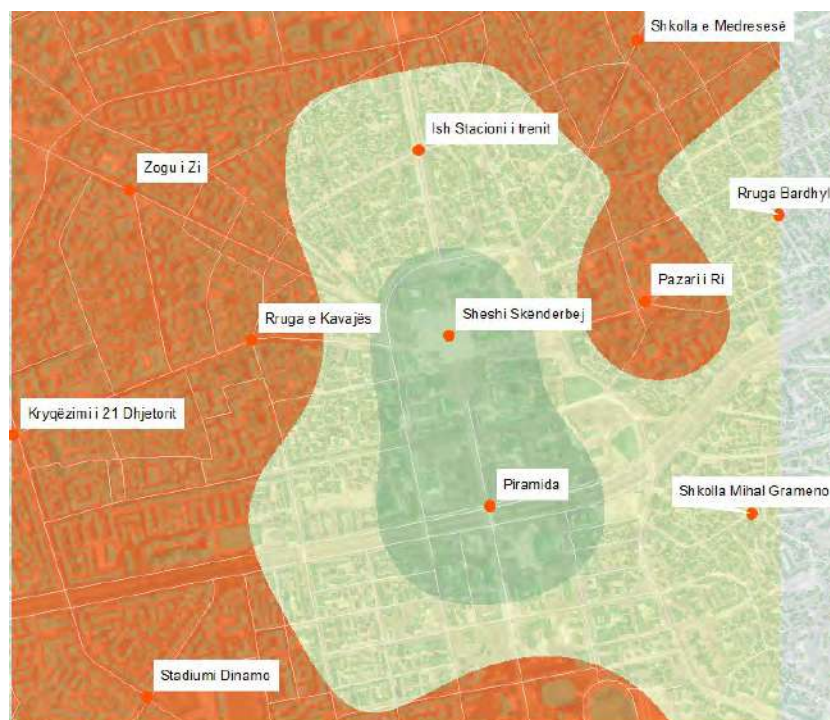 Shkolla e Medresesë
Ish Stacioni i trenit
Zogu i Zi
Rruga Bardhyl
Pazari i Ri
Rruga e Kavajës
Sheshi Skënderbej
Kryqëzimi i 21 Dhjetorit
Piramida
Shkolla Mihal Grameno
Stadiumi Dinamo